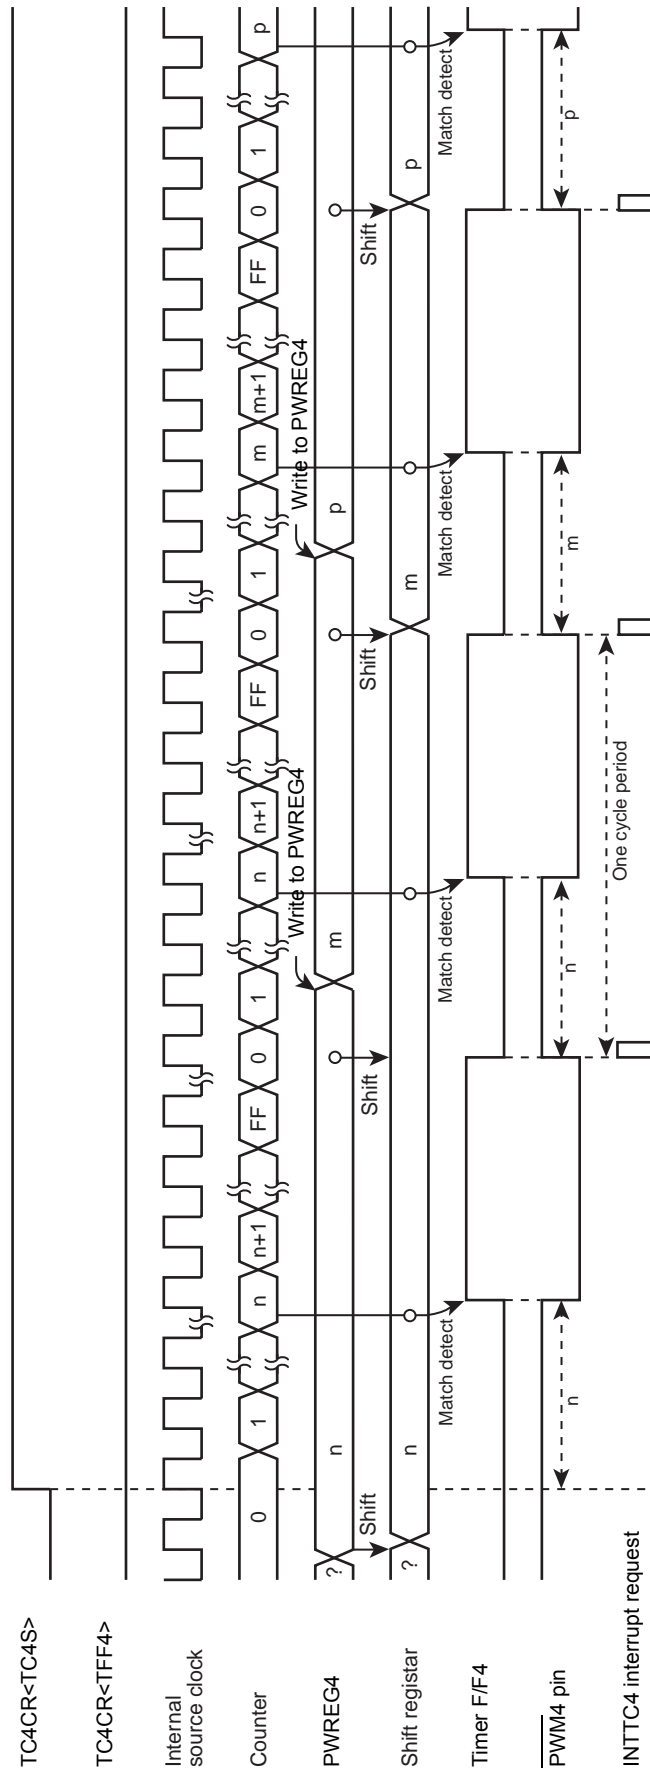 TC4CR<TC4S>
TC4CR<TFF4>
Internal
source clock
Counter
0 1 n n+1 FF 0 1 n n+1 FF 0 1 m m+1 FF 0 1 p
Write to PWREG4
Write to PWREG4
PWREG4
? n m p
Shift
Shift
Shift
Shift
Shift registar
? n m p
Match detect
Match detect
Match detect
Match detect
Timer F/F4
PWM4 pin
n n m p
One cycle period
INTTC4 interrupt request